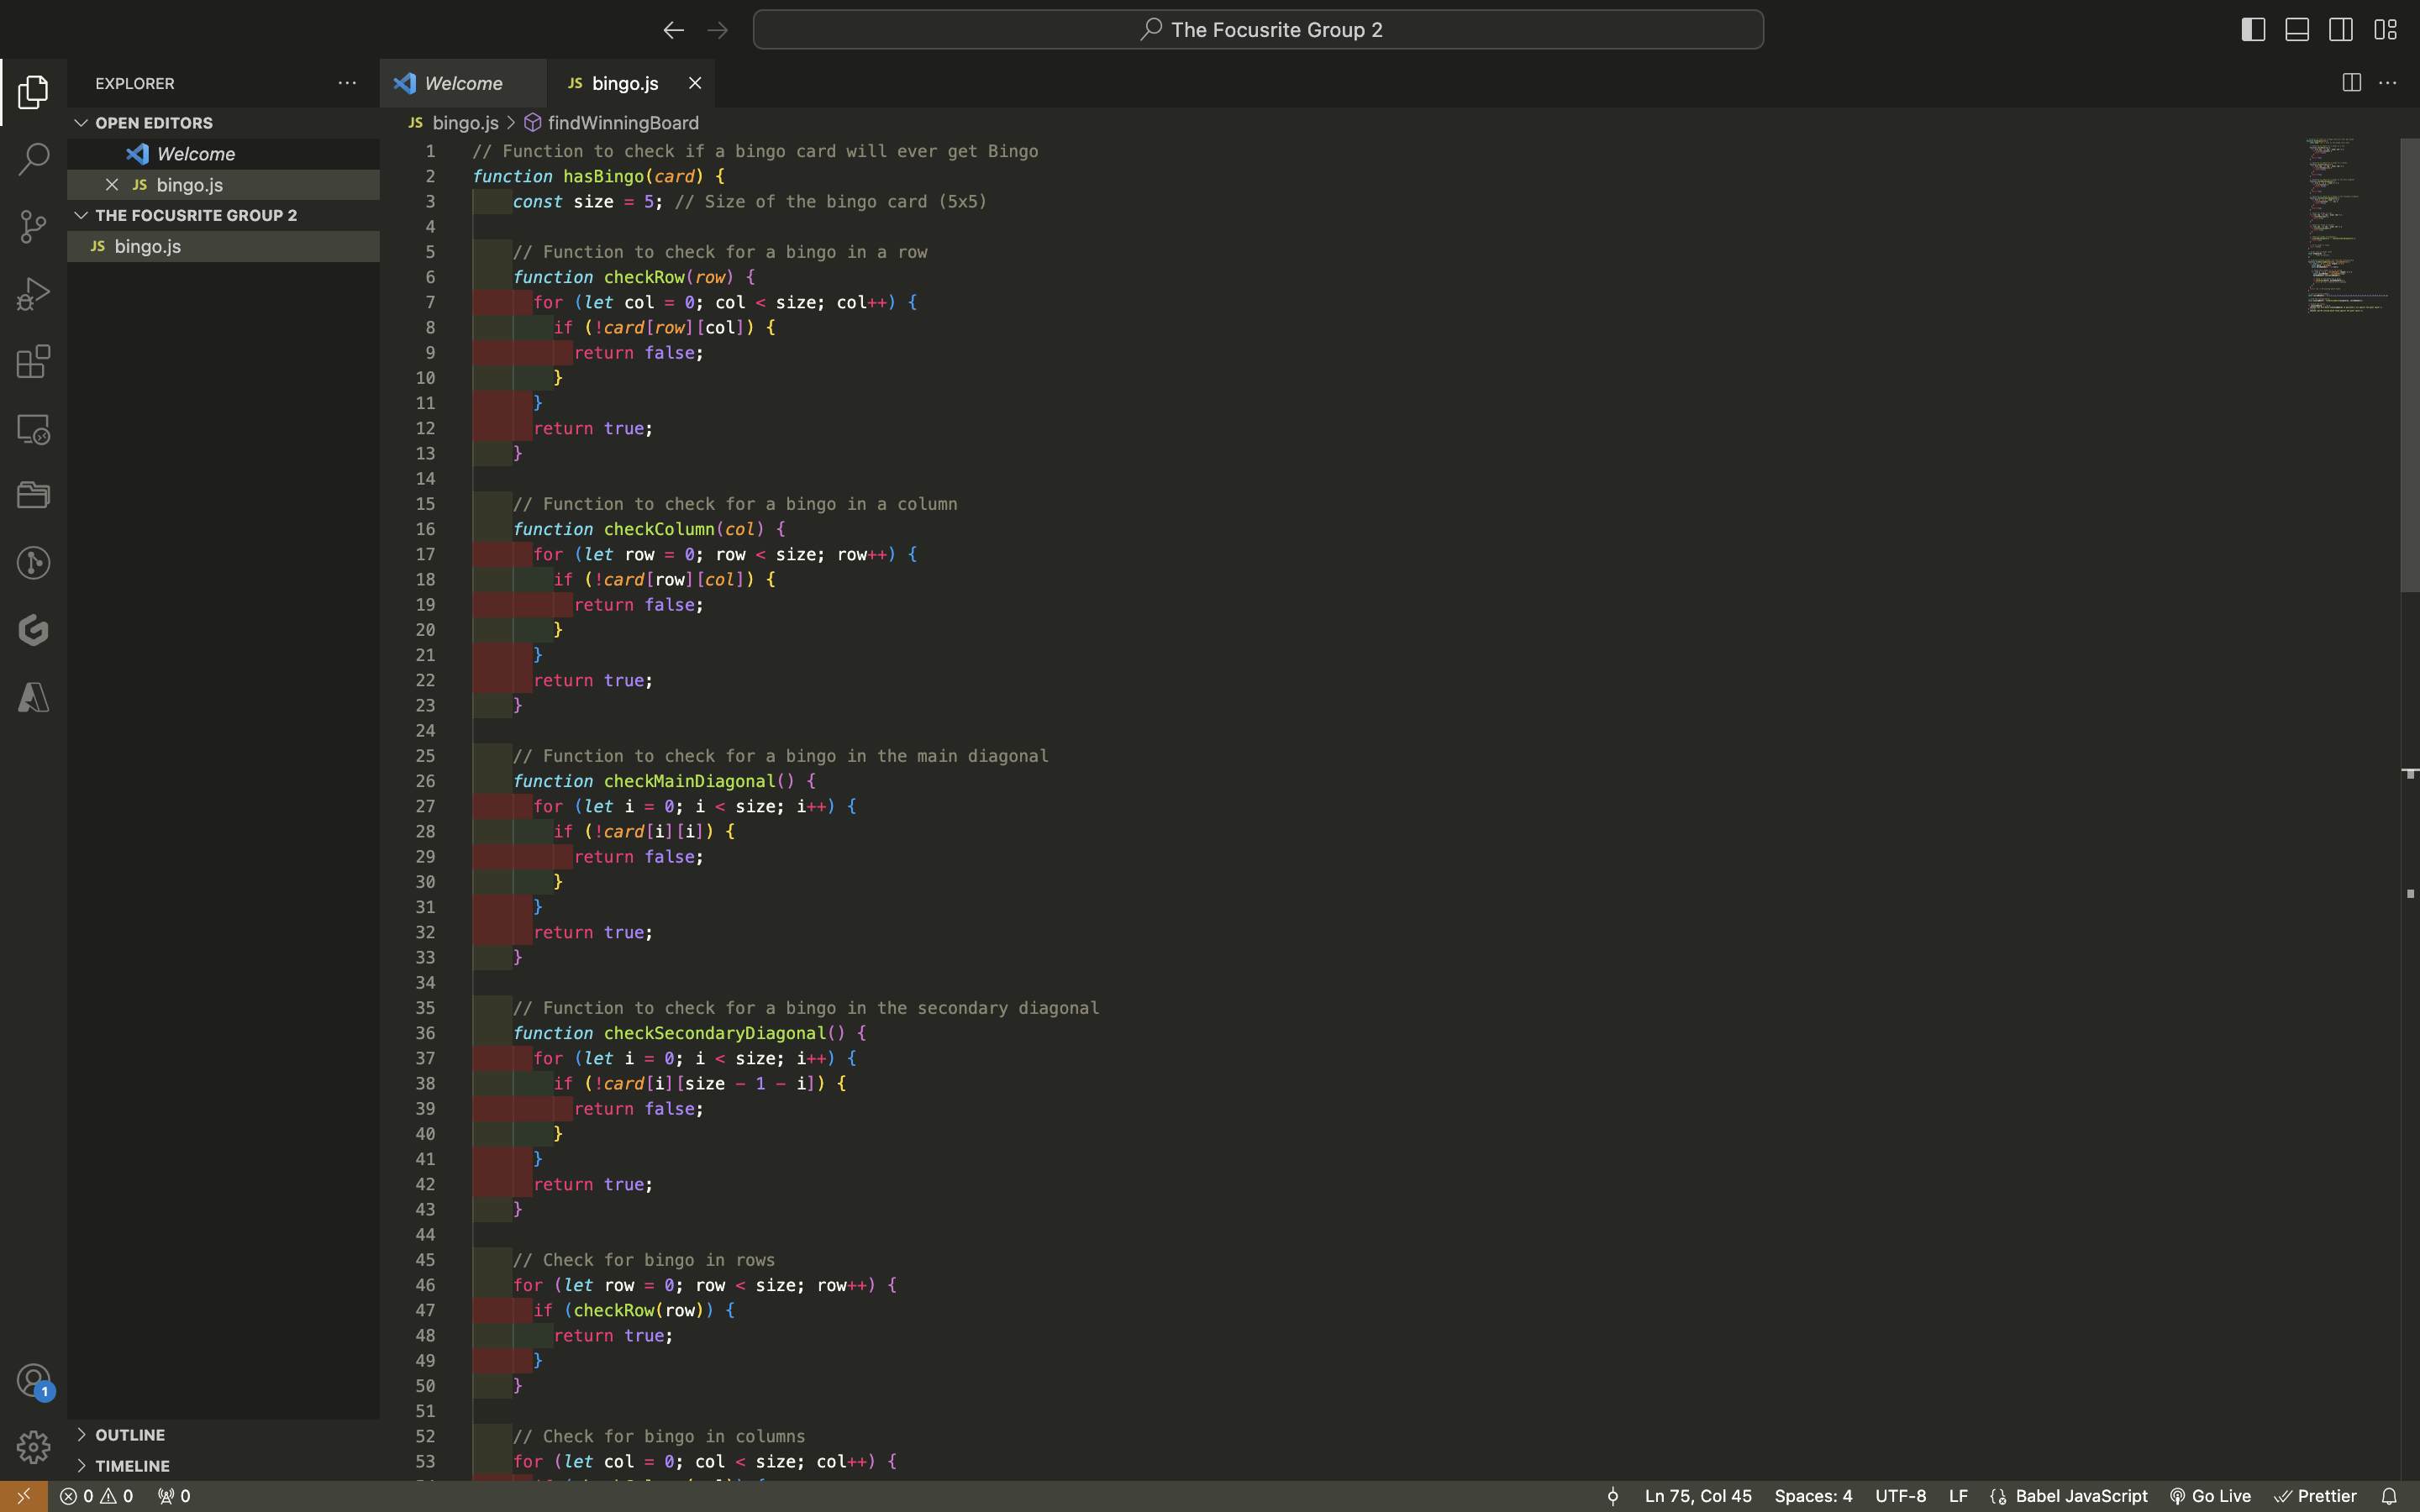 The Focusrite Group 2
EXPLORER
OPEN EDITORS
Welcome
JS bingo.js
THE FOCUSRITE GROUP 2
JS bingo.js
Welcome
JS bingo.js
JS bingo.js > findWinningBoard
1 // Function to check if a bingo card will ever get Bingo
2 function hasBingo(card) {
3 const size = 5; // Size of the bingo card (5x5)
4
5 // Function to check for a bingo in a row
6 function checkRow(row) {
7 for (let col = 0; col < size; col++) {
8 if (!card[row][col]) {
9 return false;
10 }
11 }
12 return true;
13 }
14
15 // Function to check for a bingo in a column
16 function checkColumn(col) {
17 for (let row = 0; row < size; row++) {
18 if (!card[row][col]) {
19 return false;
20 }
21 }
22 return true;
23 }
24
25 // Function to check for a bingo in the main diagonal
26 function checkMainDiagonal() {
27 for (let i = 0; i < size; i++) {
28 if (!card[i][i]) {
29 return false;
30 }
31 }
32 return true;
33 }
34
35 // Function to check for a bingo in the secondary diagonal
36 function checkSecondaryDiagonal() {
37 for (let i = 0; i < size; i++) {
38 if (!card[i][size - 1 - i]) {
39 return false;
40 }
41 }
42 return true;
43 }
44
45 // Check for bingo in rows
46 for (let row = 0; row < size; row++) {
47 if (checkRow(row)) {
48 return true;
49 }
50 }
51
52 // Check for bingo in columns
53 for (let col = 0; col < size; col++) {
1
OUTLINE
TIMELINE
0 0 0 Ln 75, Col 45 Spaces: 4 UTF-8 LF Babel JavaScript Go Live Prettier